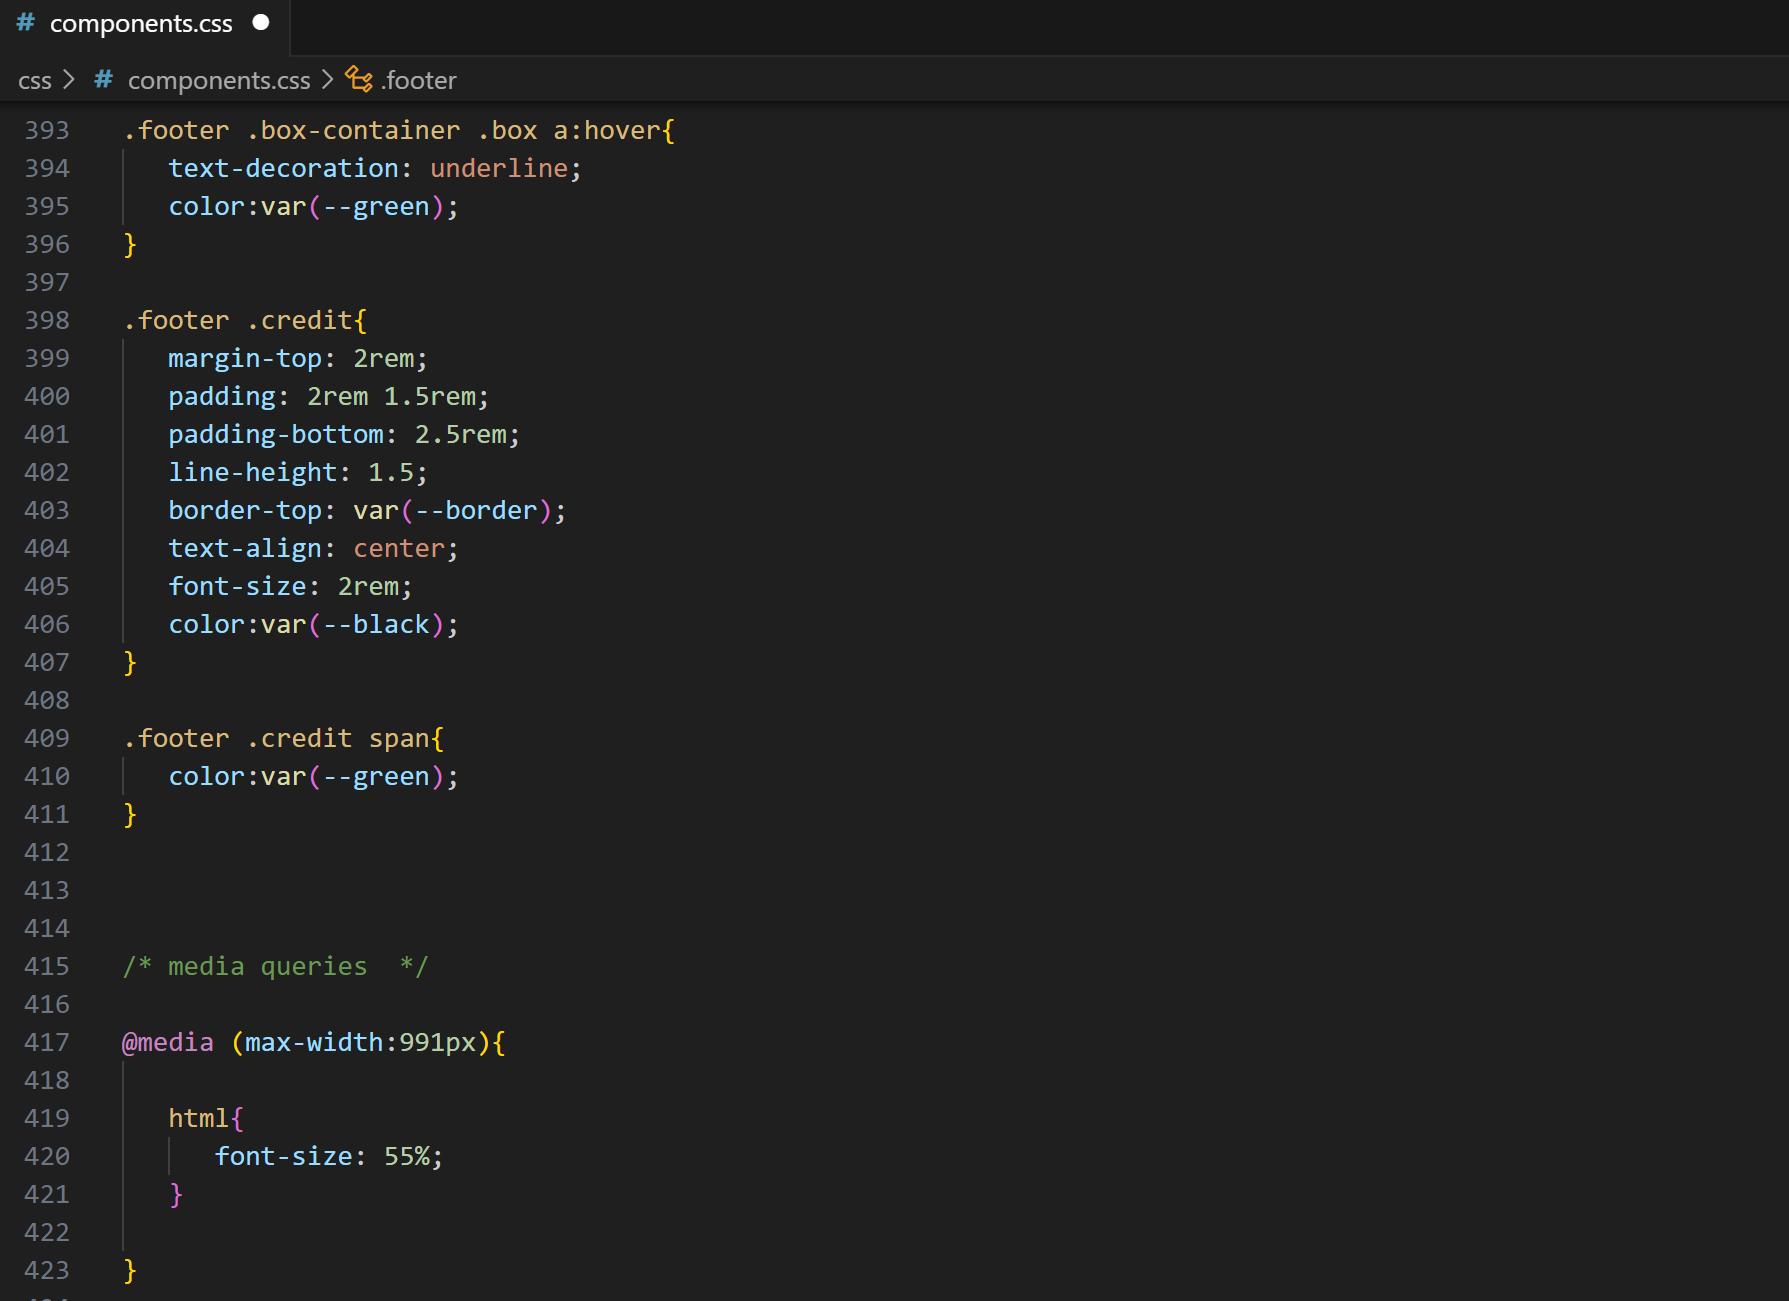 # components.css
css > # components.css > .footer
393 .footer .box-container .box a:hover{
394    text-decoration: underline;
395    color:var(--green);
396 }
397
398 .footer .credit{
399    margin-top: 2rem;
400    padding: 2rem 1.5rem;
401    padding-bottom: 2.5rem;
402    line-height: 1.5;
403    border-top: var(--border);
404    text-align: center;
405    font-size: 2rem;
406    color:var(--black);
407 }
408
409 .footer .credit span{
410    color:var(--green);
411 }
412
413
414
415 /* media queries  */
416
417 @media (max-width:991px){
418
419    html{
420       font-size: 55%;
421    }
422
423 }